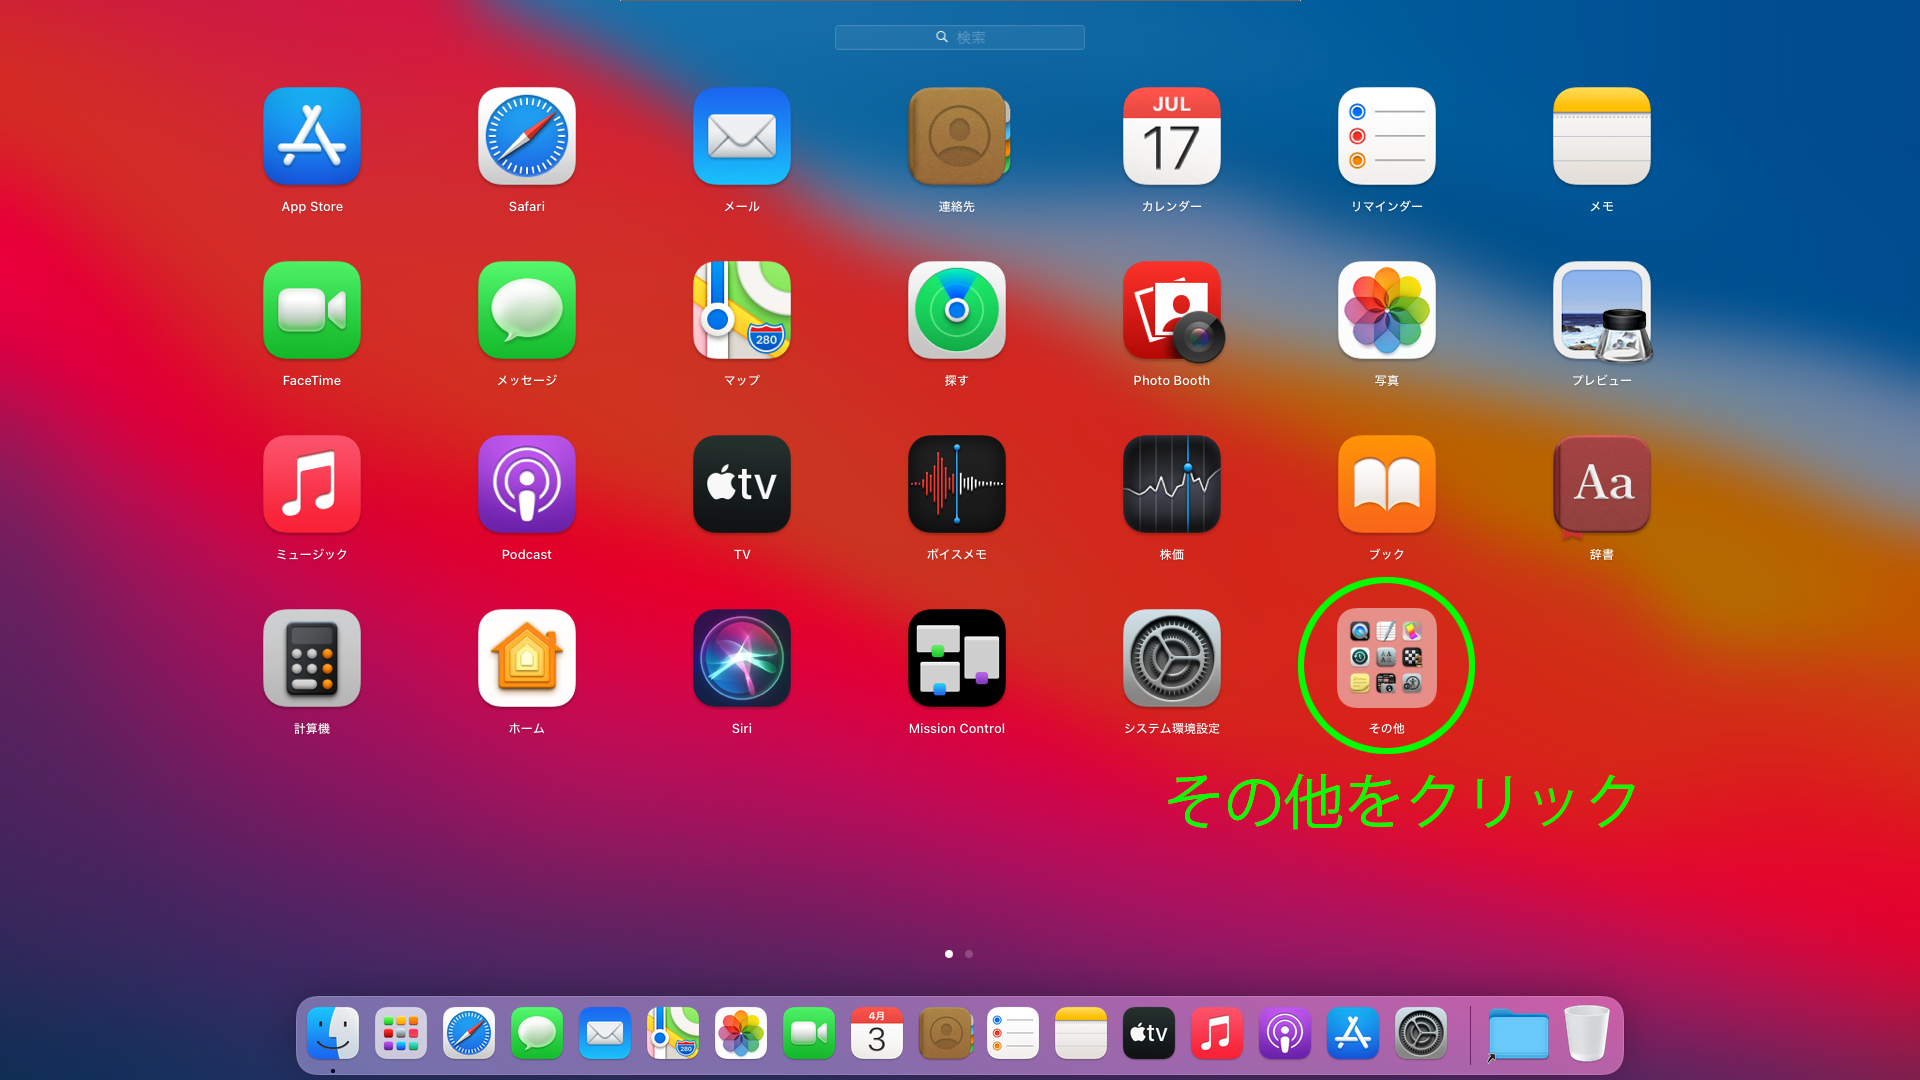 検索
JUL
17
App Store
Safari
メール
連絡先
カレンダー
リマインダー
メモ
280
FaceTime
メッセージ
マップ
探す
Photo Booth
写真
プレビュー
tv
Aa
ミュージック
Podcast
TV
ボイスメモ
株価
ブック
辞書
計算機
ホーム
Siri
Mission Control
システム環境設定
その他
その他をクリック
280
4月
3
tv